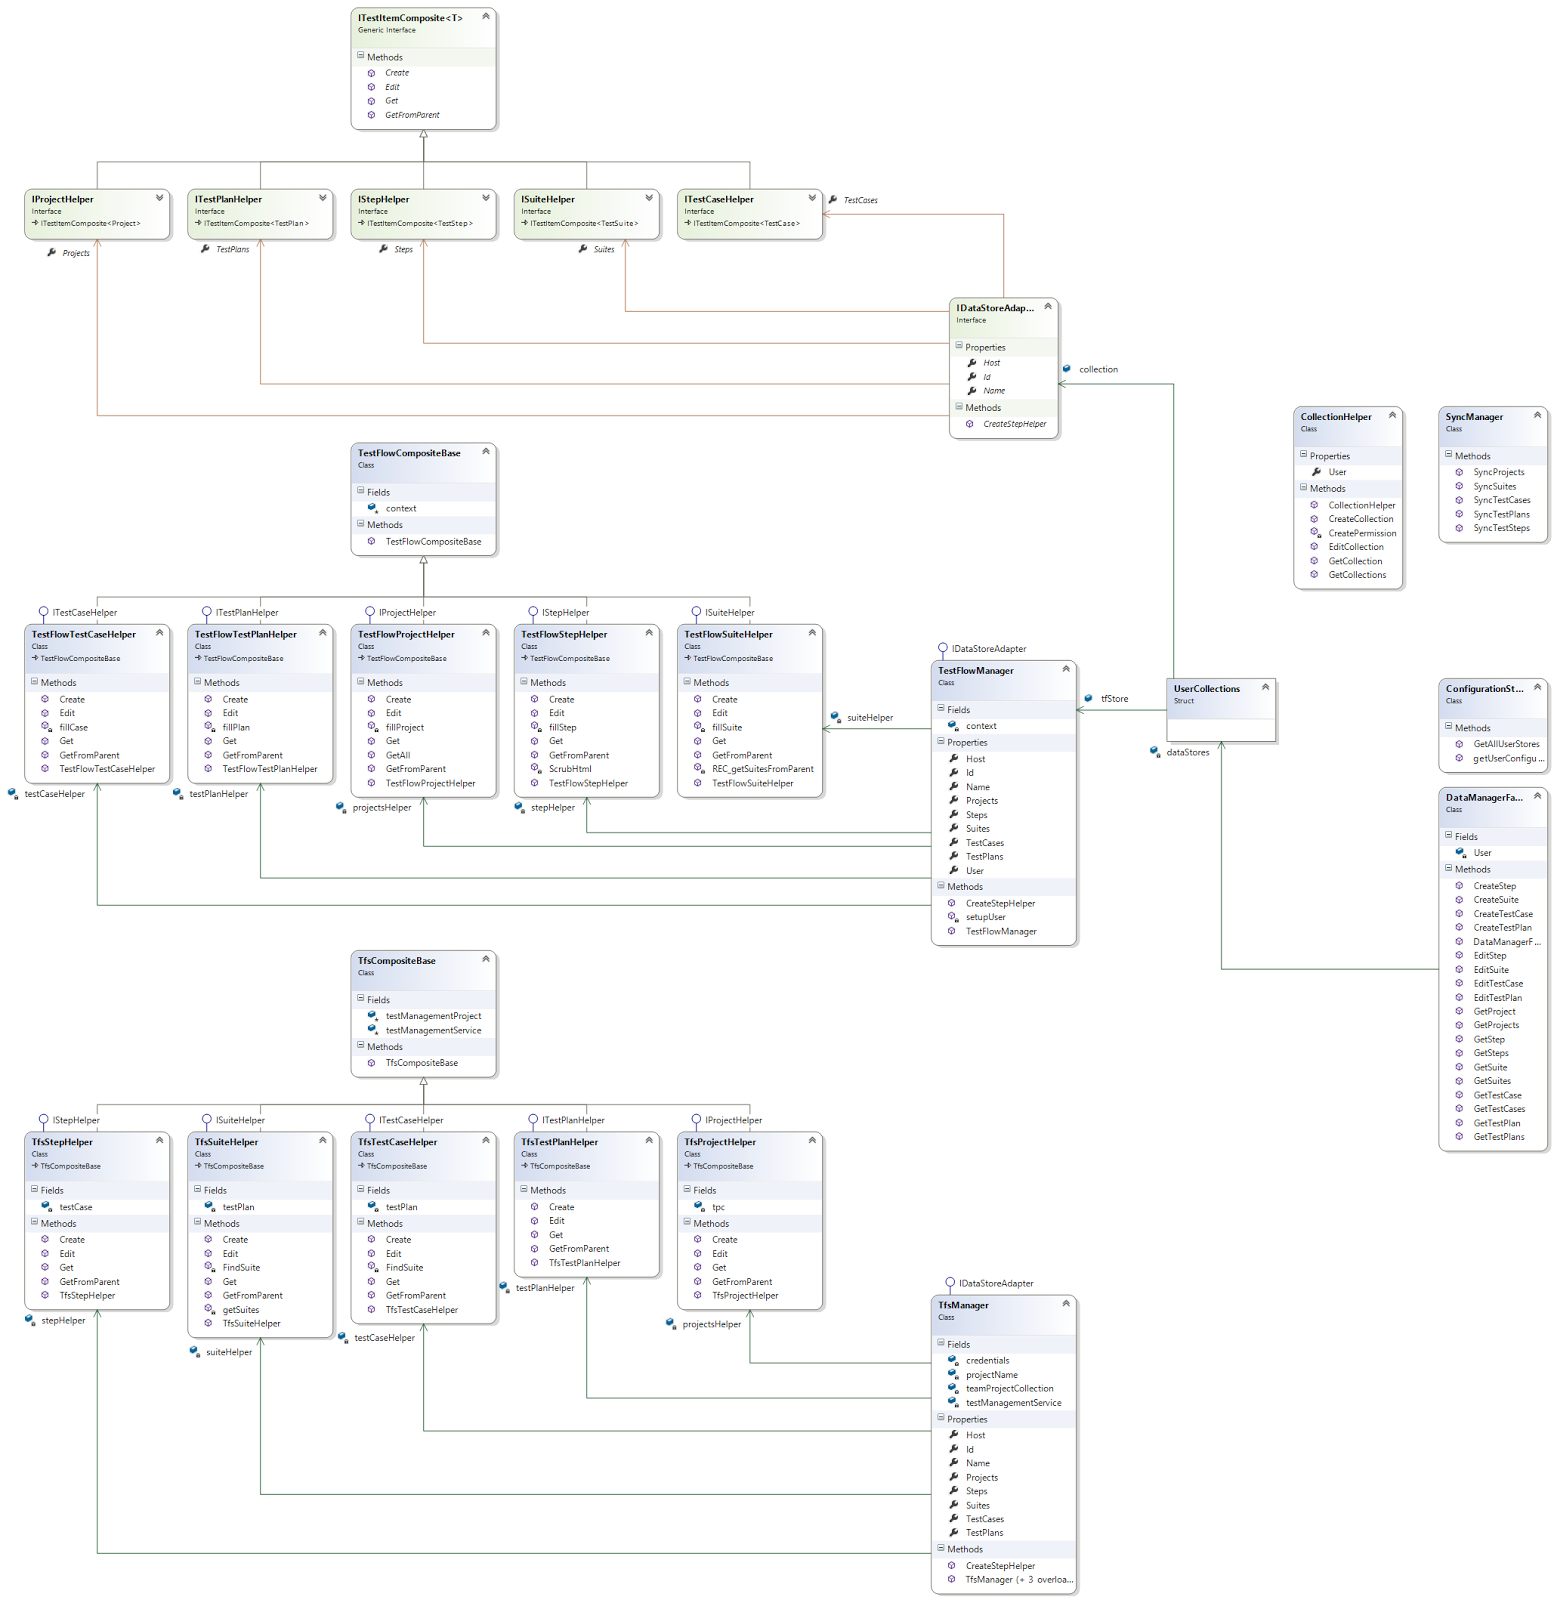 ITestItemComposite<T>
Generic Interface
Methods
Create
Edit
Get
GetFromParent
IProjectHelper
Interface
ITestItemComposite<Project>
Projects
ITestPlanHelper
Interface
ITestItemComposite<TestPlan>
TestPlans
IStepHelper
Interface
ITestItemComposite<TestStep>
Steps
ISuiteHelper
Interface
ITestItemComposite<TestSuite>
Suites
ITestCaseHelper
Interface
ITestItemComposite<TestCase>
TestCases
IDataStoreAdap...
Interface
Properties
Host
Id
Name
Methods
CreateStepHelper
collection
CollectionHelper
Class
Properties
User
Methods
CollectionHelper
CreateCollection
CreatePermission
EditCollection
GetCollection
GetCollections
SyncManager
Class
Methods
SyncProjects
SyncSuites
SyncTestCases
SyncTestPlans
SyncTestSteps
TestFlowCompositeBase
Class
Fields
context
Methods
TestFlowCompositeBase
ITestCaseHelper
TestFlowTestCaseHelper
Class
TestFlowCompositeBase
Methods
Create
Edit
fillCase
Get
GetFromParent
TestFlowTestCaseHelper
testCaseHelper
ITestPlanHelper
TestFlowTestPlanHelper
Class
TestFlowCompositeBase
Methods
Create
Edit
fillPlan
Get
GetFromParent
TestFlowTestPlanHelper
testPlanHelper
IProjectHelper
TestFlowProjectHelper
Class
TestFlowCompositeBase
Methods
Create
Edit
fillProject
Get
GetAll
GetFromParent
TestFlowProjectHelper
projectsHelper
IStepHelper
TestFlowStepHelper
Class
TestFlowCompositeBase
Methods
Create
Edit
fillStep
Get
GetFromParent
ScrubHtml
TestFlowStepHelper
stepHelper
ISuiteHelper
TestFlowSuiteHelper
Class
TestFlowCompositeBase
Methods
Create
Edit
fillSuite
Get
GetFromParent
REC_getSuitesFromParent
TestFlowSuiteHelper
suiteHelper
IDataStoreAdapter
TestFlowManager
Class
Fields
context
Properties
Host
Id
Name
Projects
Steps
Suites
TestCases
TestPlans
User
Methods
CreateStepHelper
setupUser
TestFlowManager
tfStore
UserCollections
Struct
dataStores
ConfigurationSt...
Class
Methods
GetAllUserStores
getUserConfigu...
DataManagerFa...
Class
Fields
User
Methods
CreateStep
CreateSuite
CreateTestCase
CreateTestPlan
DataManagerF...
EditStep
EditSuite
EditTestCase
EditTestPlan
GetProject
GetProjects
GetStep
GetSteps
GetSuite
GetSuites
GetTestCase
GetTestCases
GetTestPlan
GetTestPlans
TfsCompositeBase
Class
Fields
testManagementProject
testManagementService
Methods
TfsCompositeBase
IStepHelper
TfsStepHelper
Class
TfsCompositeBase
Fields
testCase
Methods
Create
Edit
Get
GetFromParent
TfsStepHelper
stepHelper
ISuiteHelper
TfsSuiteHelper
Class
TfsCompositeBase
Fields
testPlan
Methods
Create
Edit
FindSuite
Get
GetFromParent
getSuites
TfsSuiteHelper
suiteHelper
ITestCaseHelper
TfsTestCaseHelper
Class
TfsCompositeBase
Fields
testPlan
Methods
Create
Edit
FindSuite
Get
GetFromParent
TfsTestCaseHelper
testCaseHelper
ITestPlanHelper
TfsTestPlanHelper
Class
TfsCompositeBase
Methods
Create
Edit
Get
GetFromParent
TfsTestPlanHelper
testPlanHelper
IProjectHelper
TfsProjectHelper
Class
TfsCompositeBase
Fields
tpc
Methods
Create
Edit
Get
GetFromParent
TfsProjectHelper
projectsHelper
IDataStoreAdapter
TfsManager
Class
Fields
credentials
projectName
teamProjectCollection
testManagementService
Properties
Host
Id
Name
Projects
Steps
Suites
TestCases
TestPlans
Methods
CreateStepHelper
TfsManager (+ 3 overloa...